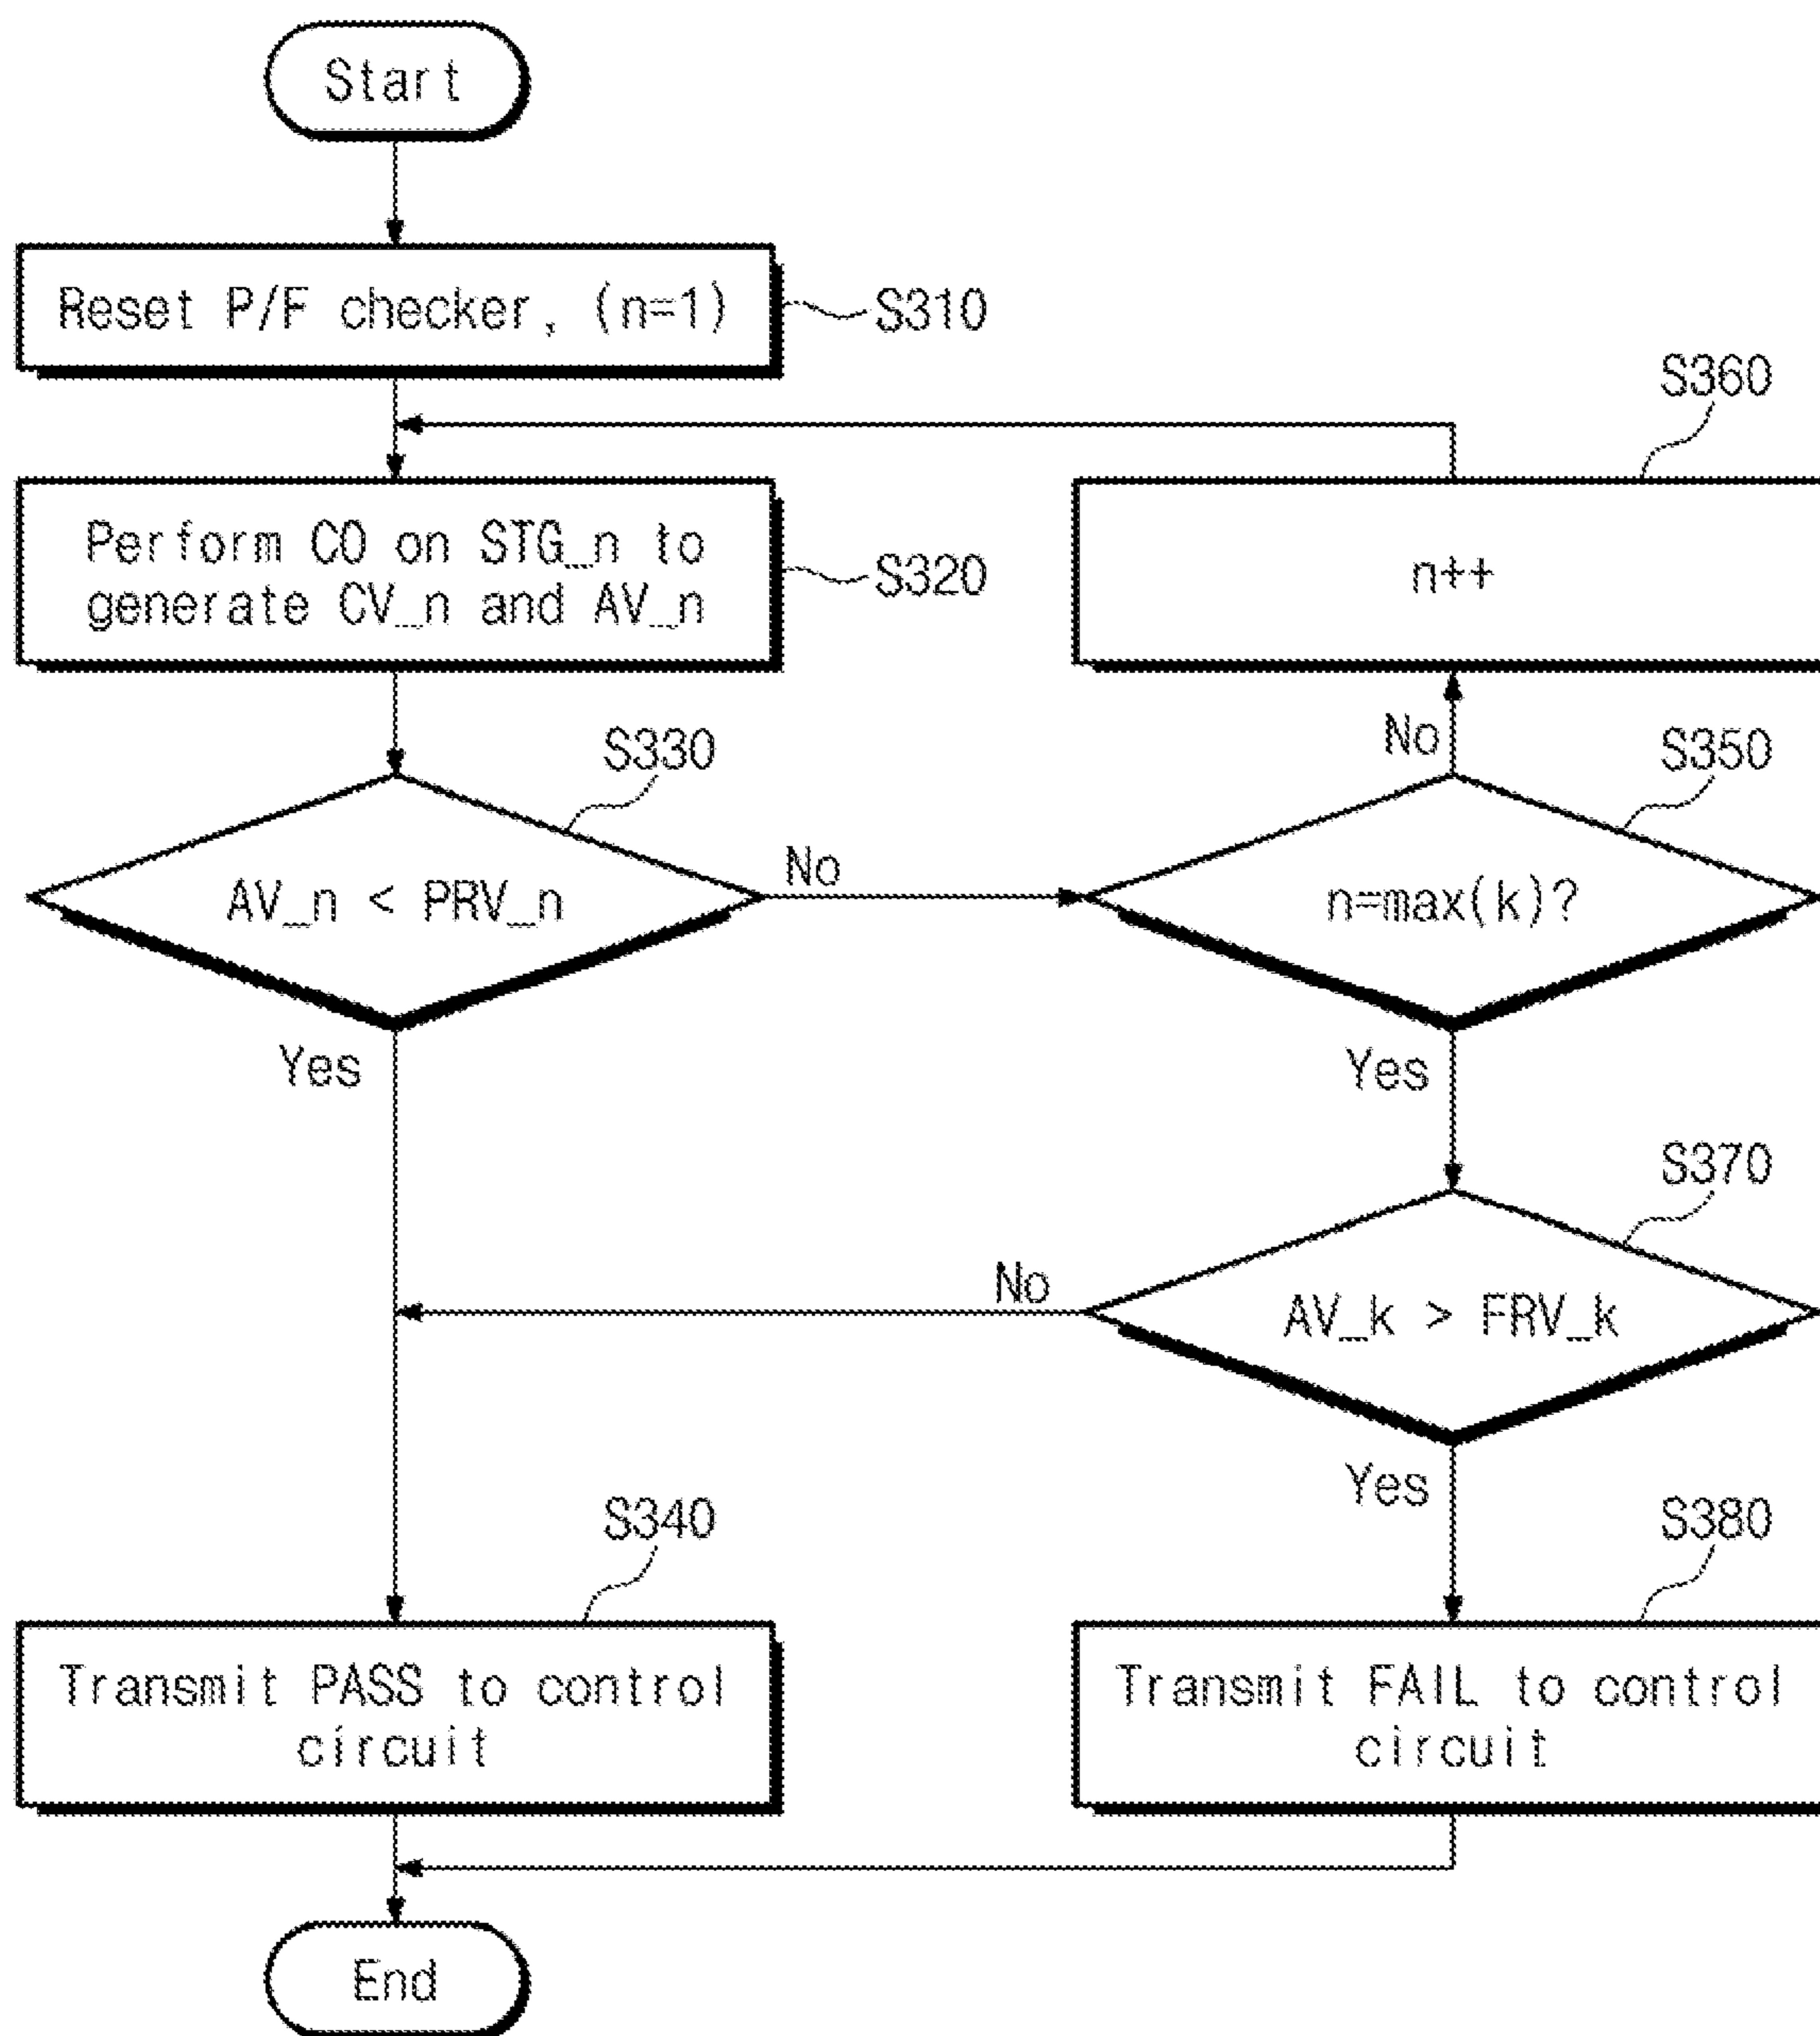 Start
Reset P/F checker, (n=1)
S310
S360
Perform CO on STG_n to
generate CV_n and AV_n
S320
n++
S330
No
S350
AV_n < PRV_n
No
n=max(k)?
Yes
Yes
S370
No
AV_k > FRV_k
Yes
S340
S380
Transmit PASS to control
circuit
Transmit FAIL to control
circuit
End